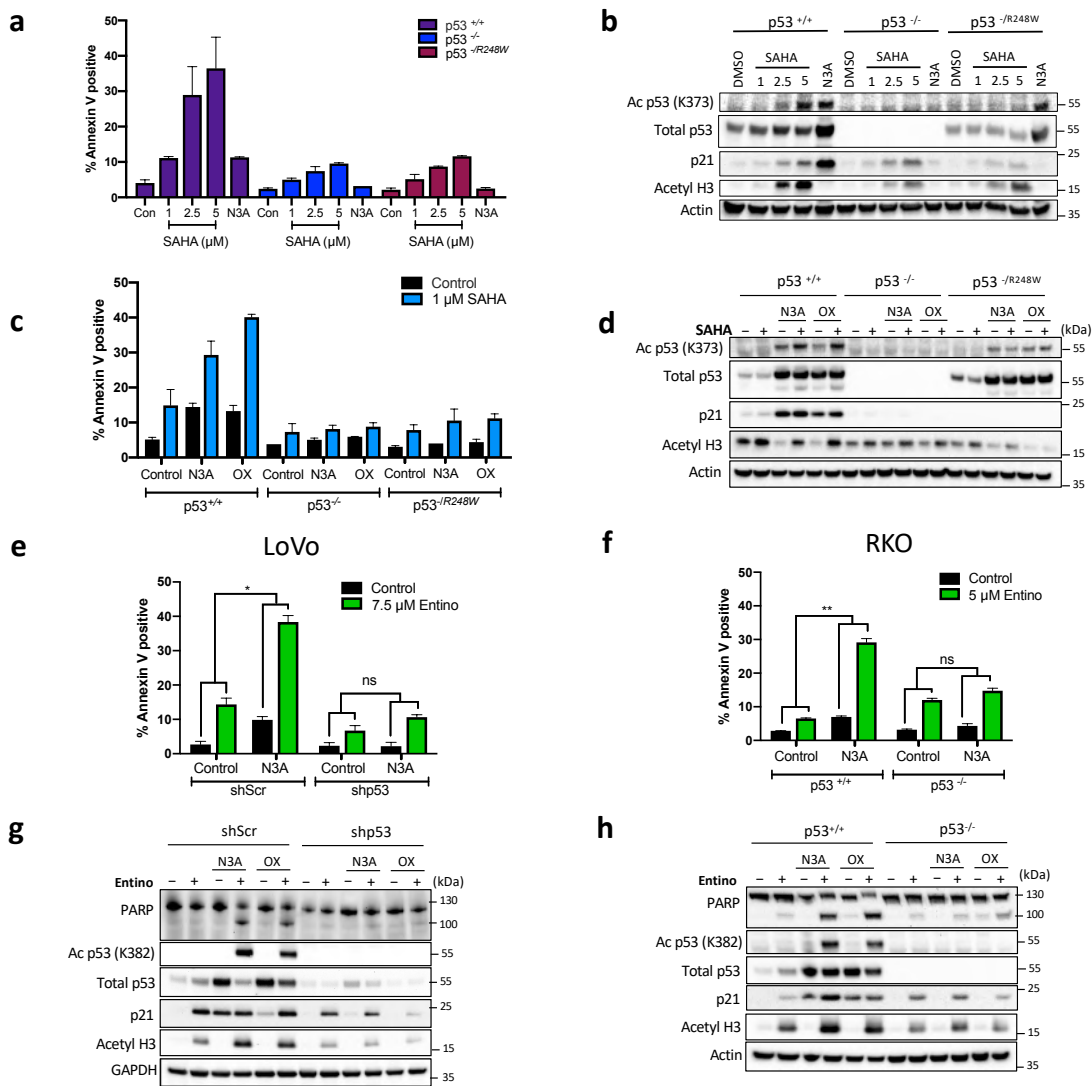 a
% Annexin V positive
50
40
30
20
10
0
p53 +/+
p53 -/-
p53 -/R248W
Con 1 2.5 5 N3A Con 1 2.5 5 N3A Con 1 2.5 5 N3A
SAHA (µM) SAHA (µM) SAHA (µM)
b
p53 +/+ p53 -/- p53 -/R248W
SAHA SAHA SAHA
DMSO 1 2.5 5 N3A DMSO 1 2.5 5 N3A DMSO 1 2.5 5 N3A
Ac p53 (K373) 55
Total p53 55
25
p21
Acetyl H3 15
Actin 35
c
% Annexin V positive
50
40
30
20
10
0
Control
1 µM SAHA
Control N3A OX Control N3A OX Control N3A OX
p53+/+ p53-/- p53-/R248W
d
p53 +/+ p53 -/- p53 -/R248W
N3A OX N3A OX N3A OX
SAHA − + − + − + − + − + − + − + − + − + (kDa)
Ac p53 (K373) 55
Total p53 55
25
p21
Acetyl H3 15
Actin 35
e
LoVo
% Annexin V positive
50
40
30
20
10
0
Control
7.5 µM Entino
*
ns
Control N3A Control N3A
shScr shp53
f
RKO
% Annexin V positive
50
40
30
20
10
0
Control
5 µM Entino
**
ns
Control N3A Control N3A
p53 +/+ p53 -/-
g
shScr shp53
N3A OX N3A OX
Entino − + − + − + − + − + − + (kDa)
PARP 130
100
Ac p53 (K382) 55
Total p53 55
p21 25
Acetyl H3 15
GAPDH 35
h
p53+/+ p53-/-
N3A OX N3A OX
Entino − + − + − + − + − + − + (kDa)
PARP 130
100
Ac p53 (K382) 55
Total p53 55
p21 25
Acetyl H3 15
Actin 35